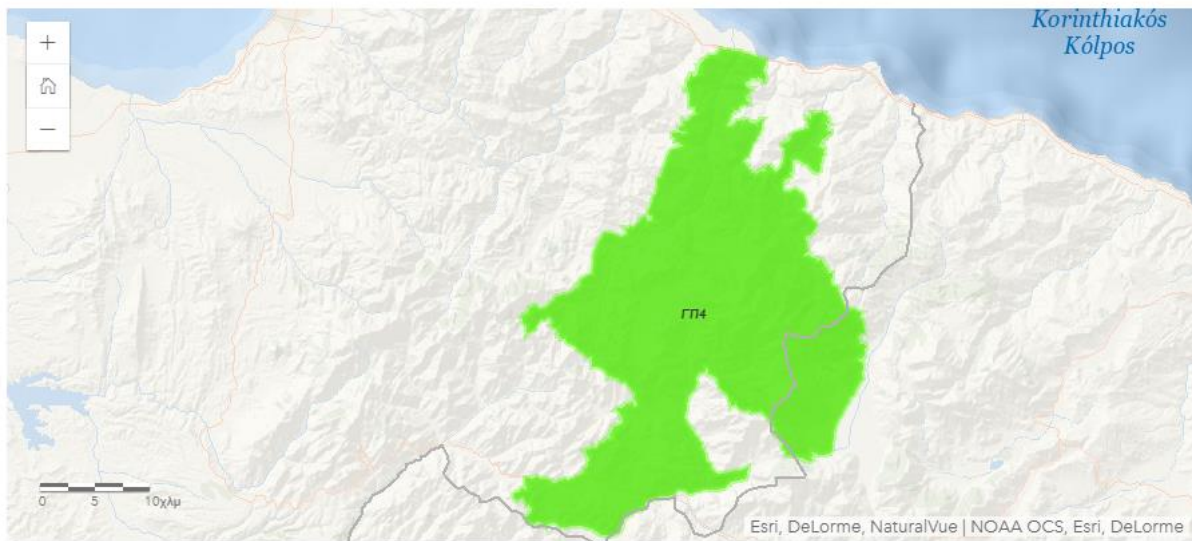 Korinthiakós
Kólpos
+
−
ΓΠ4
0 5 10χλμ
Esri, DeLorme, NaturalVue | NOAA OCS, Esri, DeLorme